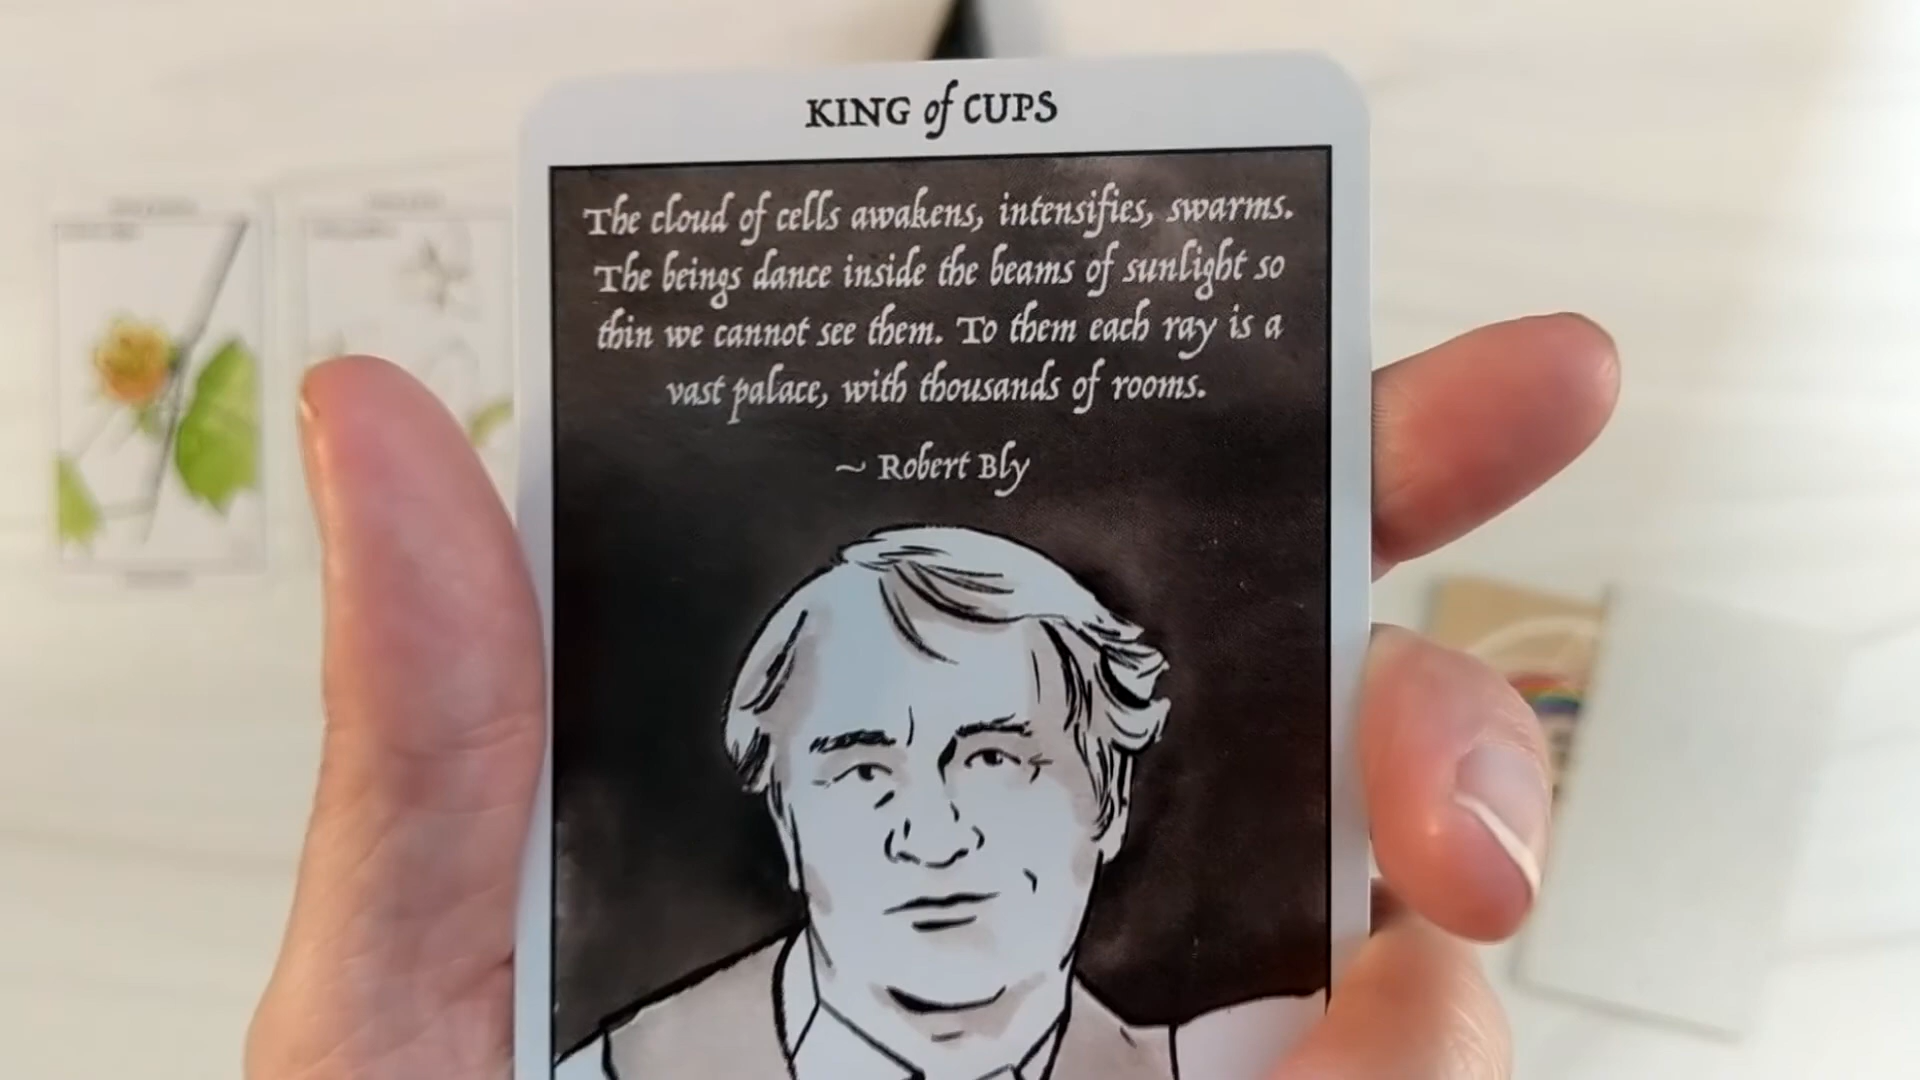 KING of CUPS
The cloud of cells awakens, intensifies, swarms.
The beings dance inside the beams of sunlight so
thin we cannot see them. To them each ray is a
vast palace, with thousands of rooms.
~ Robert Bly